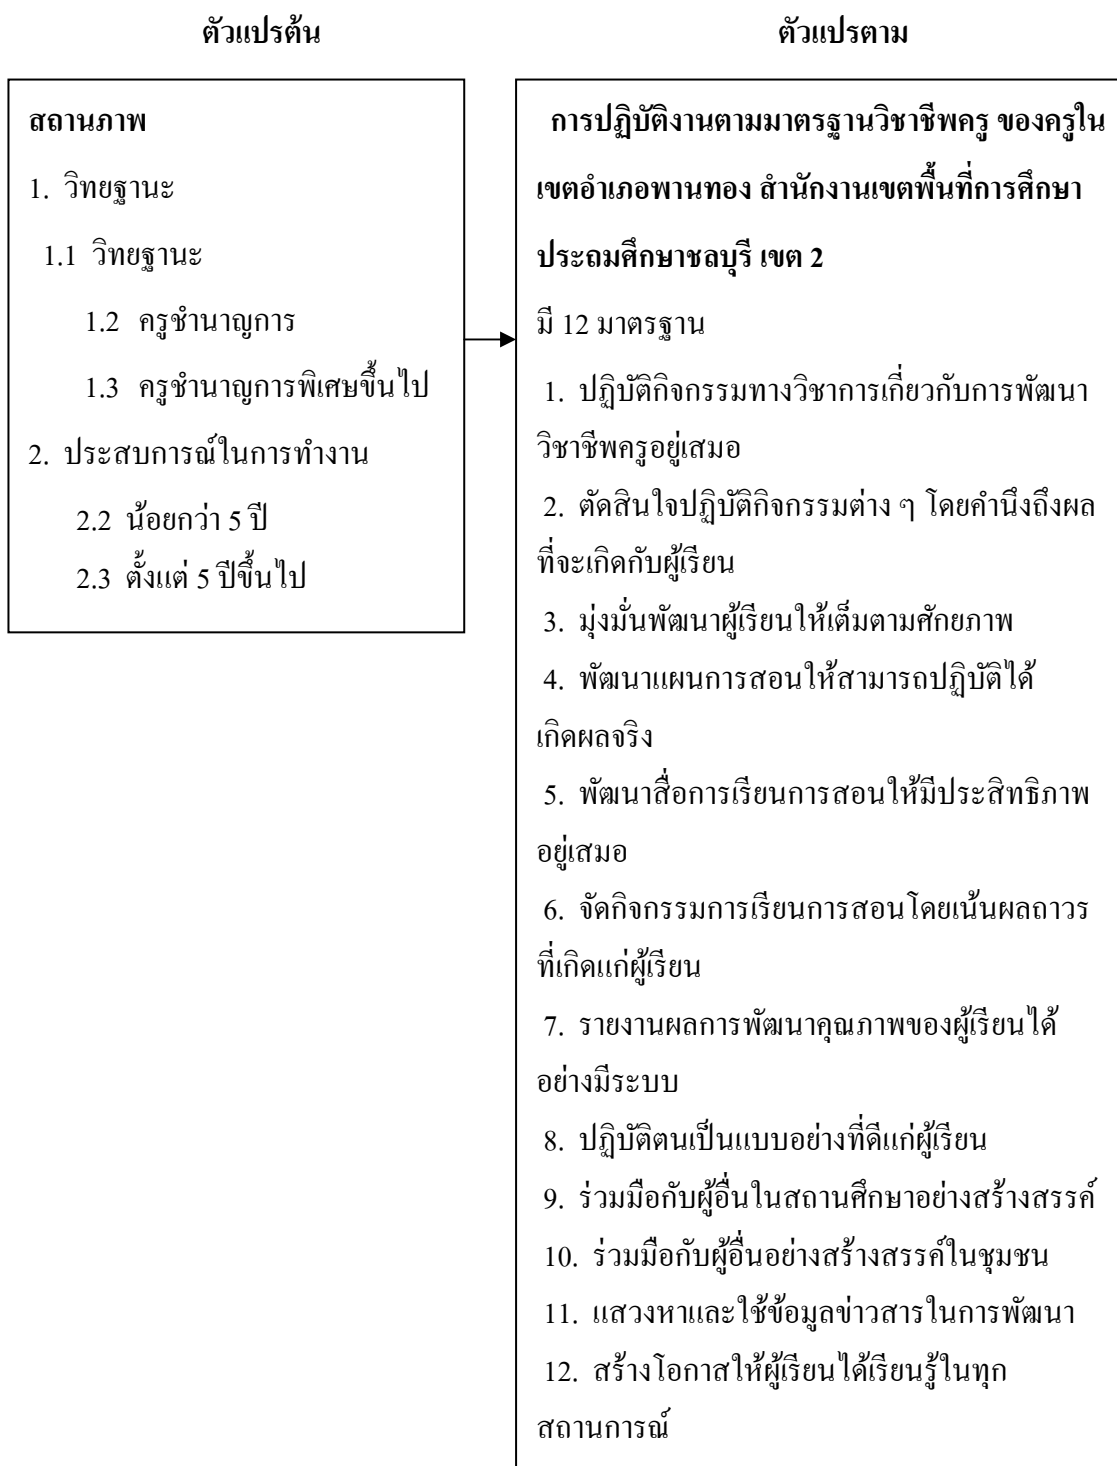 ตัวแปรต้น
ตัวแปรตาม
สถานภาพ
1. วิทยฐานะ
1.1 วิทยฐานะ
1.2 ครูชำนาญการ
1.3 ครูชำนาญการพิเศษขึ้นไป
2. ประสบการณ์ในการทำงาน
2.2 น้อยกว่า 5 ปี
2.3 ตั้งแต่ 5 ปีขึ้นไป
การปฏิบัติงานตามมาตรฐานวิชาชีพครู ของครูใน
เขตอำเภอพานทอง สำนักงานเขตพื้นที่การศึกษา
ประถมศึกษาชลบุรี เขต 2
มี 12 มาตรฐาน
1. ปฏิบัติกิจกรรมทางวิชาการเกี่ยวกับการพัฒนา
วิชาชีพครูอยู่เสมอ
2. ตัดสินใจปฏิบัติกิจกรรมต่าง ๆ โดยคำนึงถึงผล
ที่จะเกิดกับผู้เรียน
3. มุ่งมั่นพัฒนาผู้เรียนให้เต็มตามศักยภาพ
4. พัฒนาแผนการสอนให้สามารถปฏิบัติได้
เกิดผลจริง
5. พัฒนาสื่อการเรียนการสอนให้มีประสิทธิภาพ
อยู่เสมอ
6. จัดกิจกรรมการเรียนการสอนโดยเน้นผลถาวร
ที่เกิดแก่ผู้เรียน
7. รายงานผลการพัฒนาคุณภาพของผู้เรียนได้
อย่างมีระบบ
8. ปฏิบัติตนเป็นแบบอย่างที่ดีแก่ผู้เรียน
9. ร่วมมือกับผู้อื่นในสถานศึกษาอย่างสร้างสรรค์
10. ร่วมมือกับผู้อื่นอย่างสร้างสรรค์ในชุมชน
11. แสวงหาและใช้ข้อมูลข่าวสารในการพัฒนา
12. สร้างโอกาสให้ผู้เรียนได้เรียนรู้ในทุก
สถานการณ์